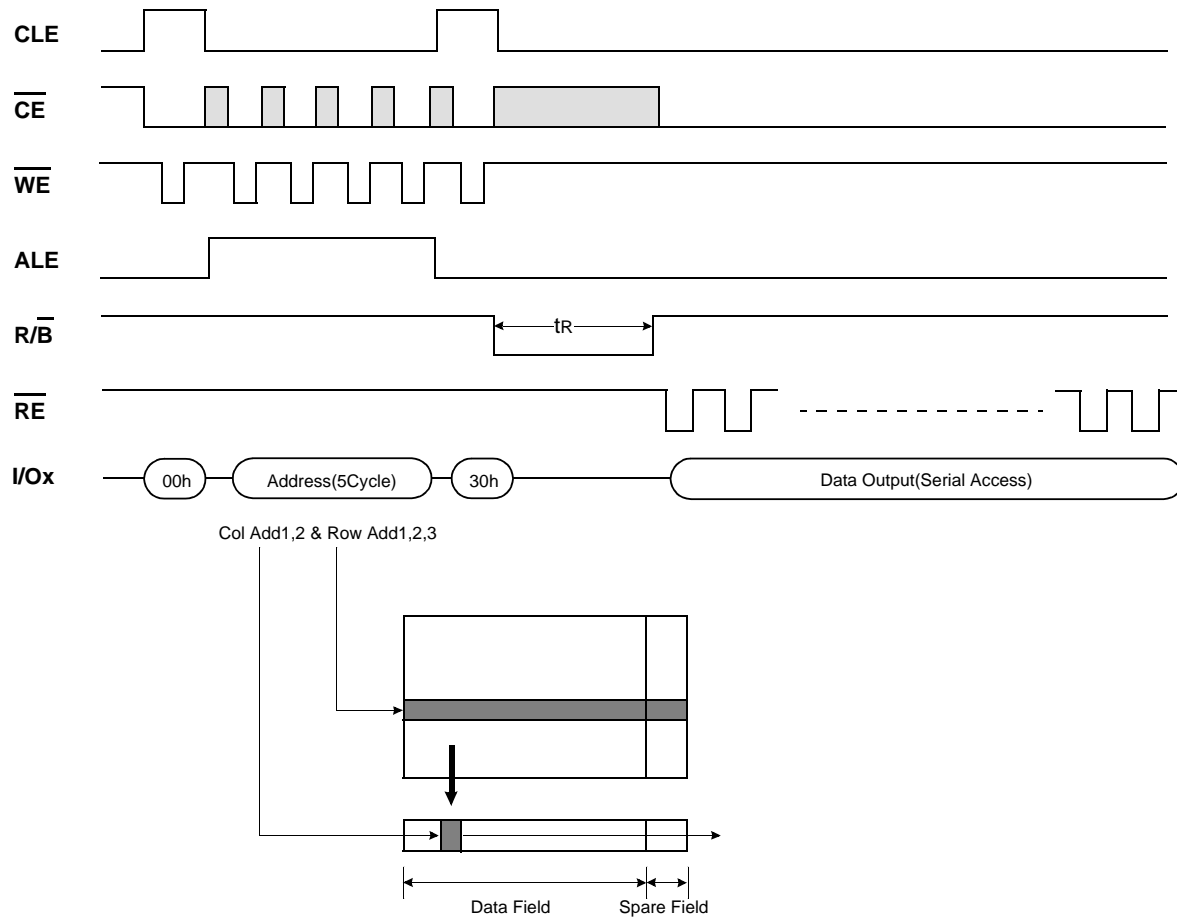 CLE
CE
WE
ALE
R/B
tR
RE
I/Ox
00h
Address(5Cycle)
30h
Data Output(Serial Access)
Col Add1,2 & Row Add1,2,3
Data Field
Spare Field